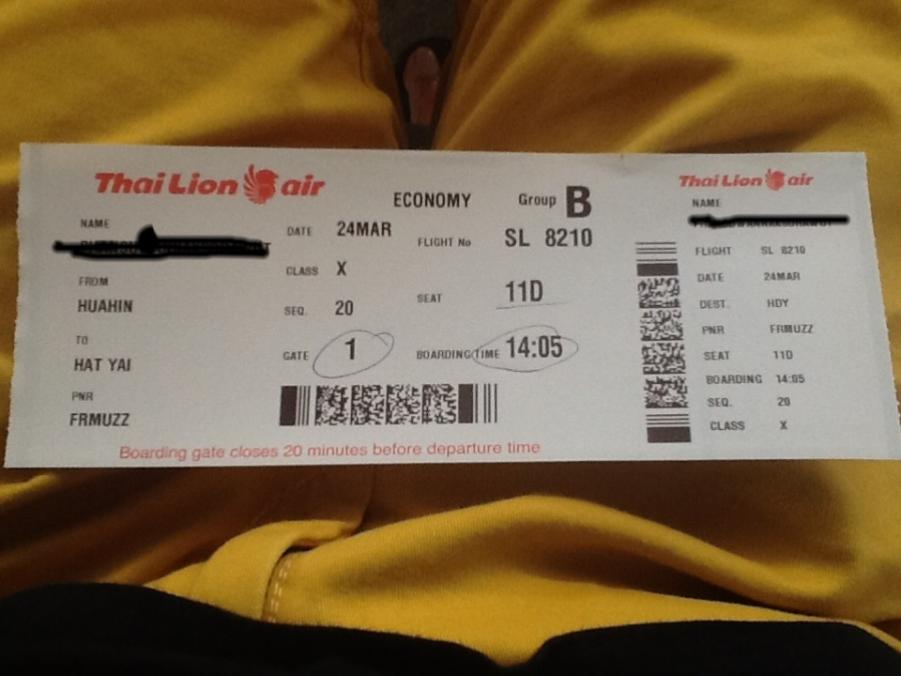 Thai Lion air
ECONOMY Group B
NAME
DATE 24MAR FLIGHT No SL 8210
CLASS X
FROM
HUAHIN
SEQ. 20 SEAT 11D
TO
HAT YAI
GATE 1 BOARDING TIME 14:05
PNR
FRMUZZ
Boarding gate closes 20 minutes before departure time
Thai Lion air
NAME
FLIGHT SL 8210
DATE 24MAR
DEST. HDY
PNR FRMUZZ
SEAT 11D
BOARDING 14:05
SEQ. 20
CLASS X